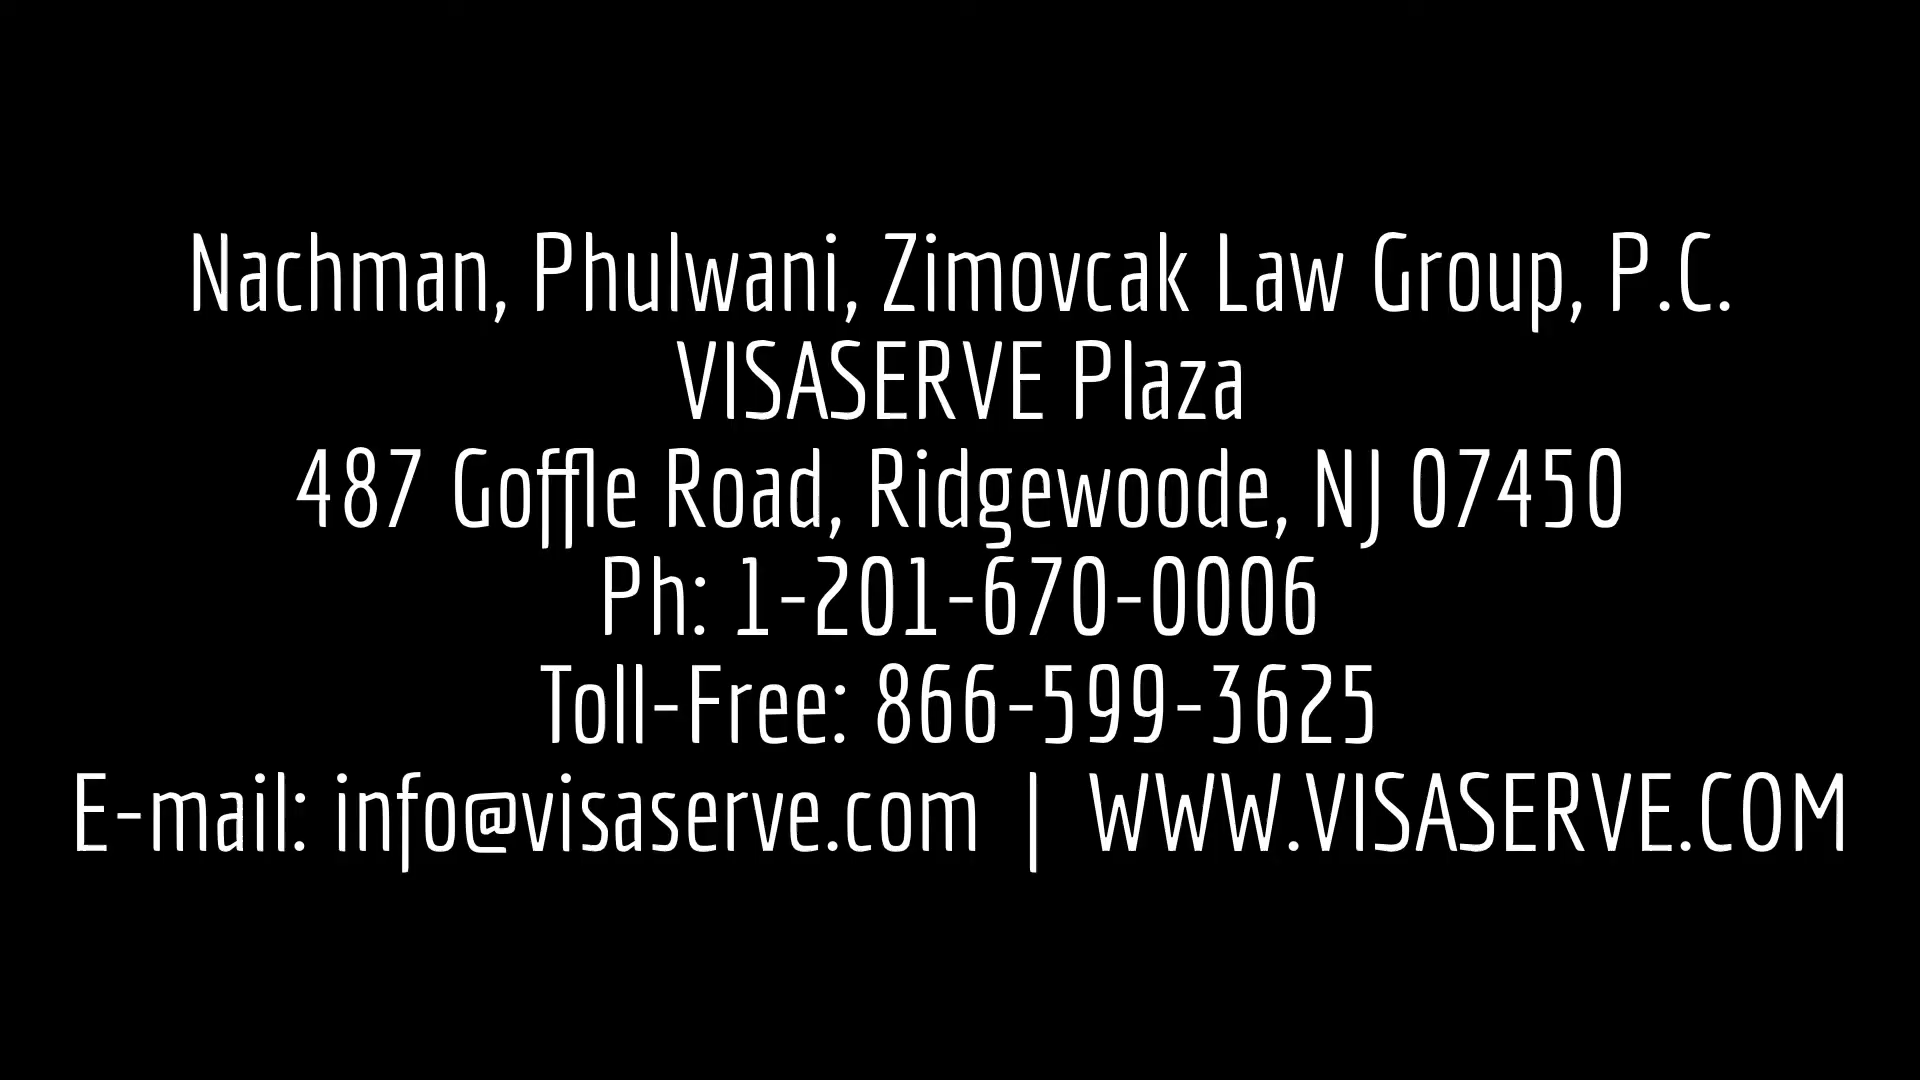 Nachman, Phulwani, Zimovcak Law Group, P.C.
VISASERVE Plaza
487 Goffle Road, Ridgewoode, NJ 07450
Ph: 1-201-670-0006
Toll-Free: 866-599-3625
E-mail: info@visaserve.com | WWW.VISASERVE.COM